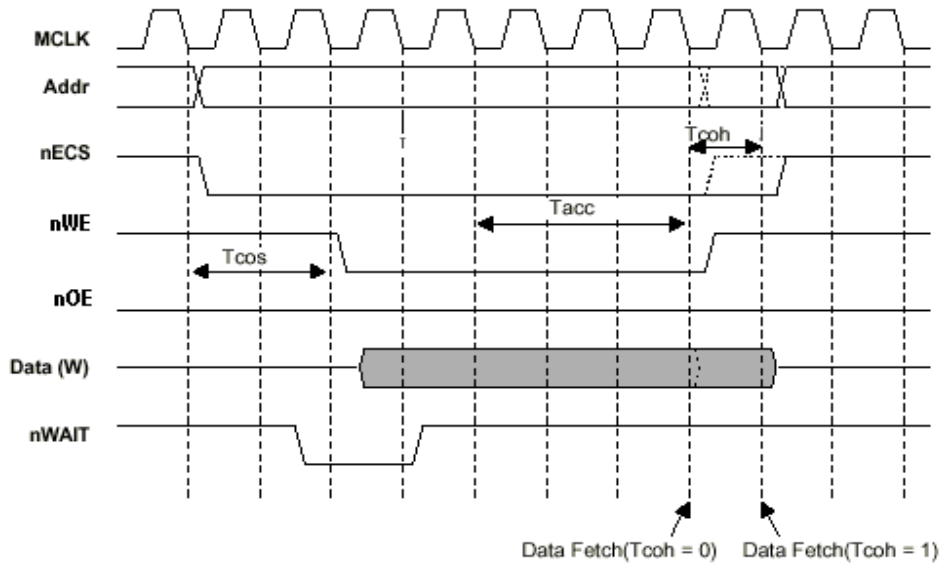 MCLK
Addr
nECS
Tcoh
nWE
Tacc
Tcos
nOE
Data (W)
nWAIT
Data Fetch(Tcoh = 0)
Data Fetch(Tcoh = 1)